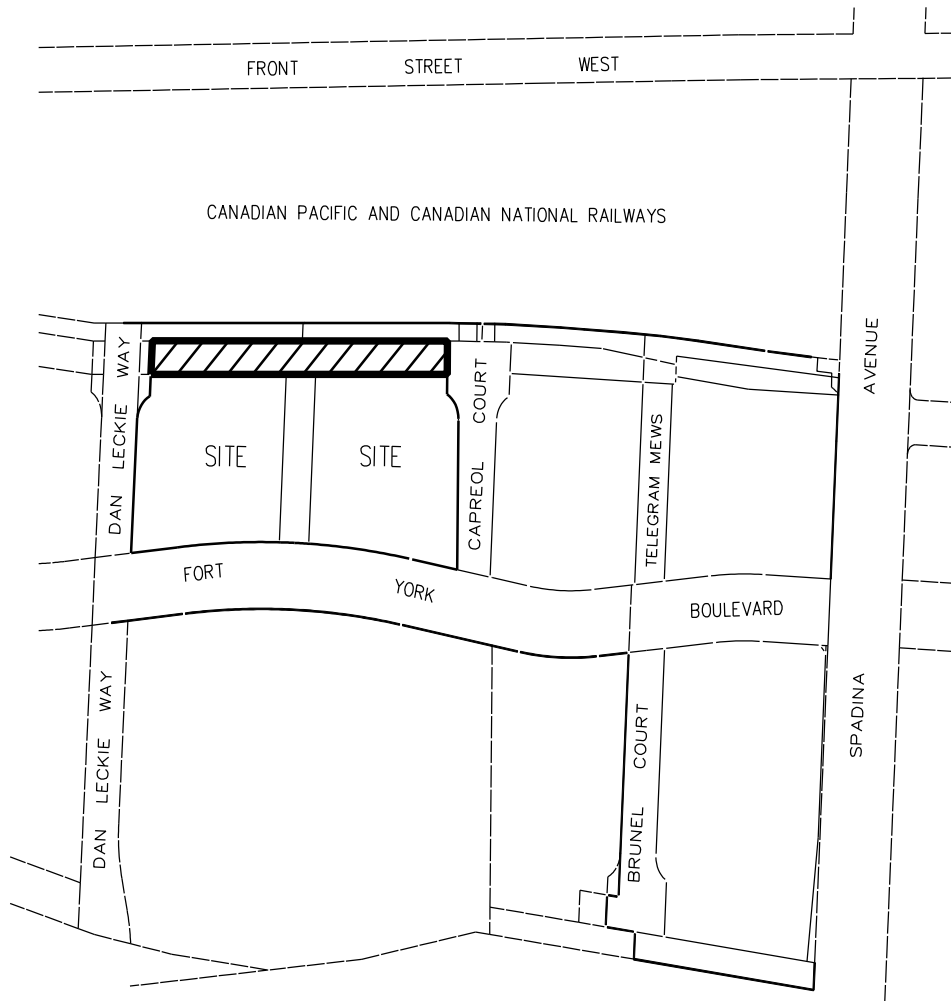 FRONT STREET WEST
CANADIAN PACIFIC AND CANADIAN NATIONAL RAILWAYS
DAN LECKIE WAY
SITE
SITE
CAPREOL COURT
TELEGRAM MEWS
SPADINA AVENUE
FORT YORK BOULEVARD
DAN LECKIE WAY
BRUNEL COURT